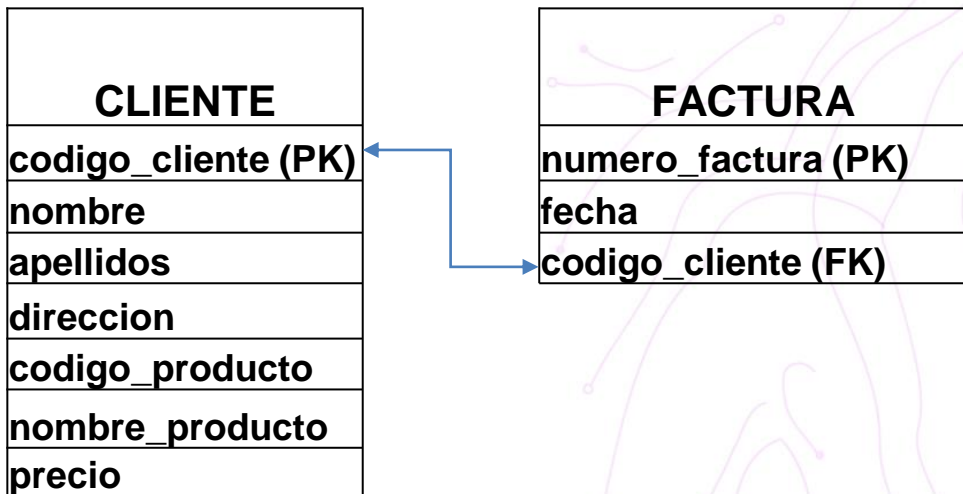 CLIENTE
codigo_cliente (PK)
nombre
apellidos
direccion
codigo_producto
nombre_producto
precio
FACTURA
numero_factura (PK)
fecha
codigo_cliente (FK)